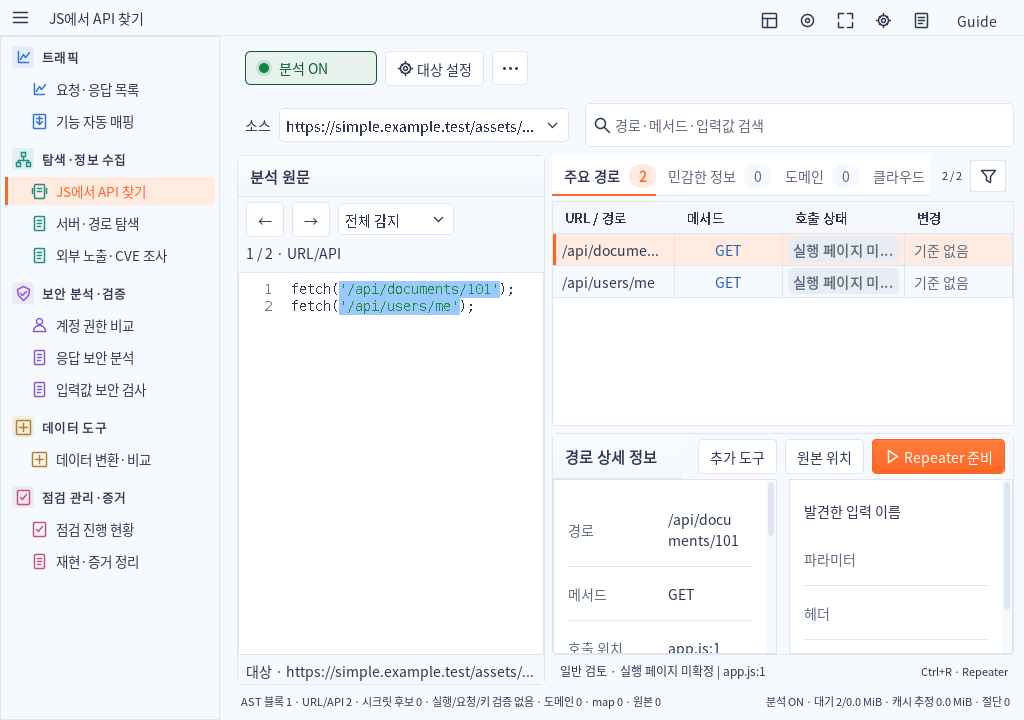 JS에서 API 찾기
Guide
트래픽
요청·응답 목록
기능 자동 매핑
탐색·정보 수집
JS에서 API 찾기
서버·경로 탐색
외부 노출·CVE 조사
보안 분석·검증
계정 권한 비교
응답 보안 분석
입력값 보안 검사
데이터 도구
데이터 변환·비교
점검 관리·증거
점검 진행 현황
재현·증거 정리
분석 ON
대상 설정
소스
https://simple.example.test/assets/...
경로·메서드·입력값 검색
분석 원문
← → 전체 감지
1 / 2 · URL/API
1 fetch('/api/documents/101');
2 fetch('/api/users/me');
대상 · https://simple.example.test/assets/...
주요 경로 2 민감한 정보 0 도메인 0 클라우드 2 / 2
URL / 경로 메서드 호출 상태 변경
/api/docume... GET 실행 페이지 미... 기준 없음
/api/users/me GET 실행 페이지 미... 기준 없음
경로 상세 정보 추가 도구 원본 위치 Repeater 준비
경로 /api/docu
ments/101
메서드 GET
호출 위치 app.js:1
발견한 입력 이름
파라미터
헤더
일반 검토 · 실행 페이지 미확정 | app.js:1 Ctrl+R · Repeater
AST 블록 1 · URL/API 2 · 시크릿 후보 0 · 실행/요청/키 검증 없음 · 도메인 0 · map 0 · 원본 0
분석 ON · 대기 2/0.0 MiB · 캐시 추정 0.0 MiB · 절단 0